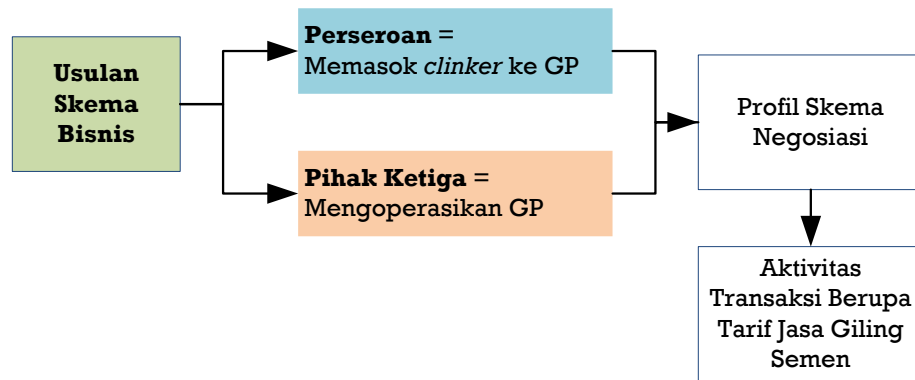 Usulan
Skema
Bisnis
Perseroan =
Memasok clinker ke GP
Pihak Ketiga =
Mengoperasikan GP
Profil Skema
Negosiasi
Aktivitas
Transaksi Berupa
Tarif Jasa Giling
Semen